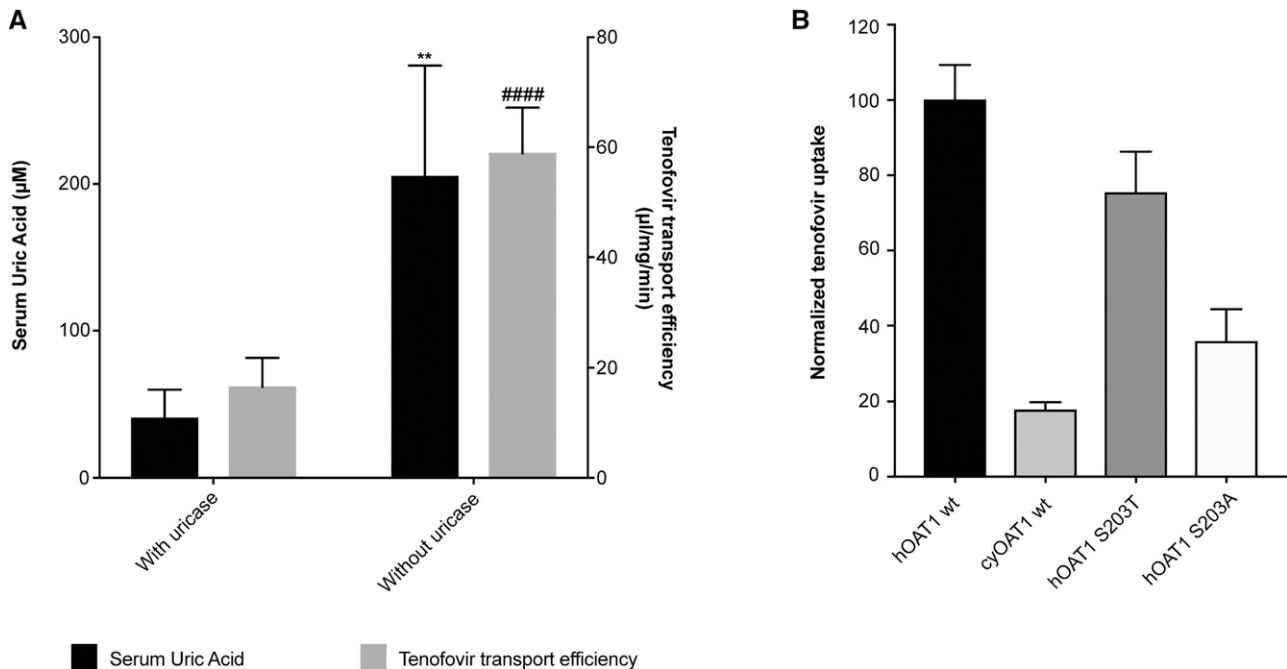 A
300
200
100
0
Serum Uric Acid (µM)
**
####
80
60
40
20
0
Tenofovir transport efficiency
(µl/mg/min)
With uricase
Without uricase
Serum Uric Acid
Tenofovir transport efficiency
B
120
100
80
60
40
20
0
Normalized tenofovir uptake
hOAT1 wt
cyOAT1 wt
hOAT1 S203T
hOAT1 S203A